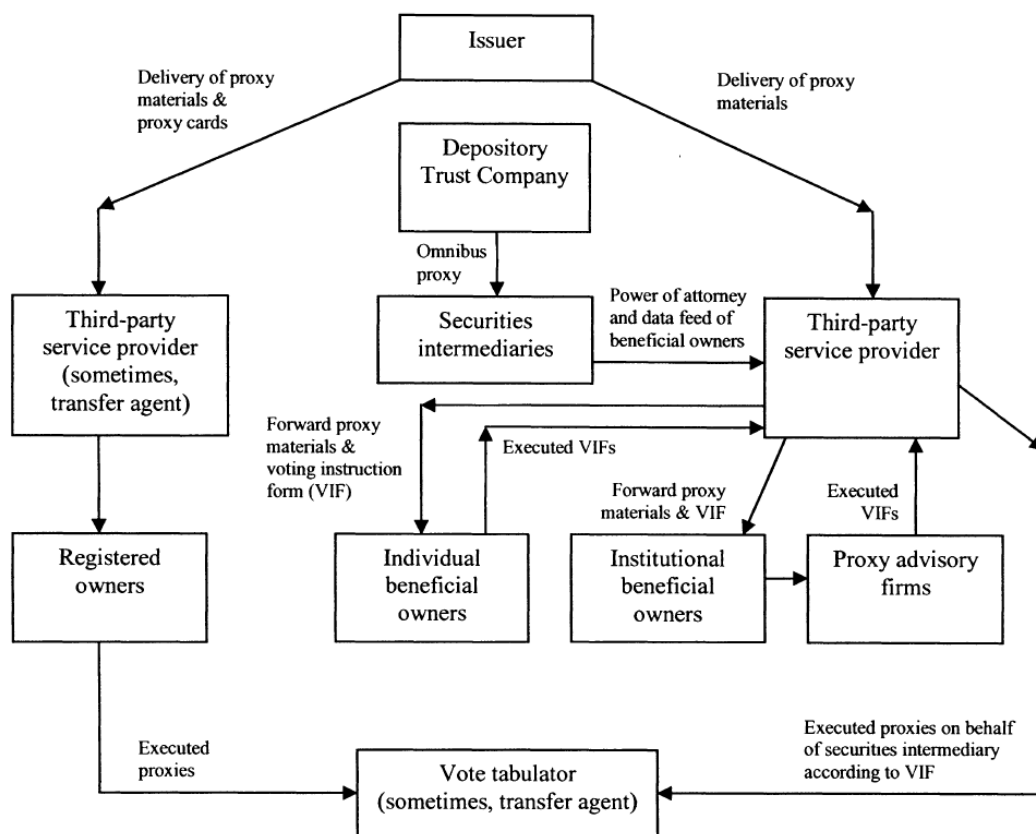 Issuer
Delivery of proxy
materials &
proxy cards
Delivery of proxy
materials
Depository
Trust Company
Omnibus
proxy
Third-party
service provider
(sometimes,
transfer agent)
Securities
intermediaries
Power of attorney
and data feed of
beneficial owners
Third-party
service provider
Forward proxy
materials &
voting instruction
form (VIF)
Executed VIFs
Forward proxy
materials & VIF
Executed
VIFs
Registered
owners
Individual
beneficial
owners
Institutional
beneficial
owners
Proxy advisory
firms
Executed
proxies
Vote tabulator
(sometimes, transfer agent)
Executed proxies on behalf
of securities intermediary
according to VIF